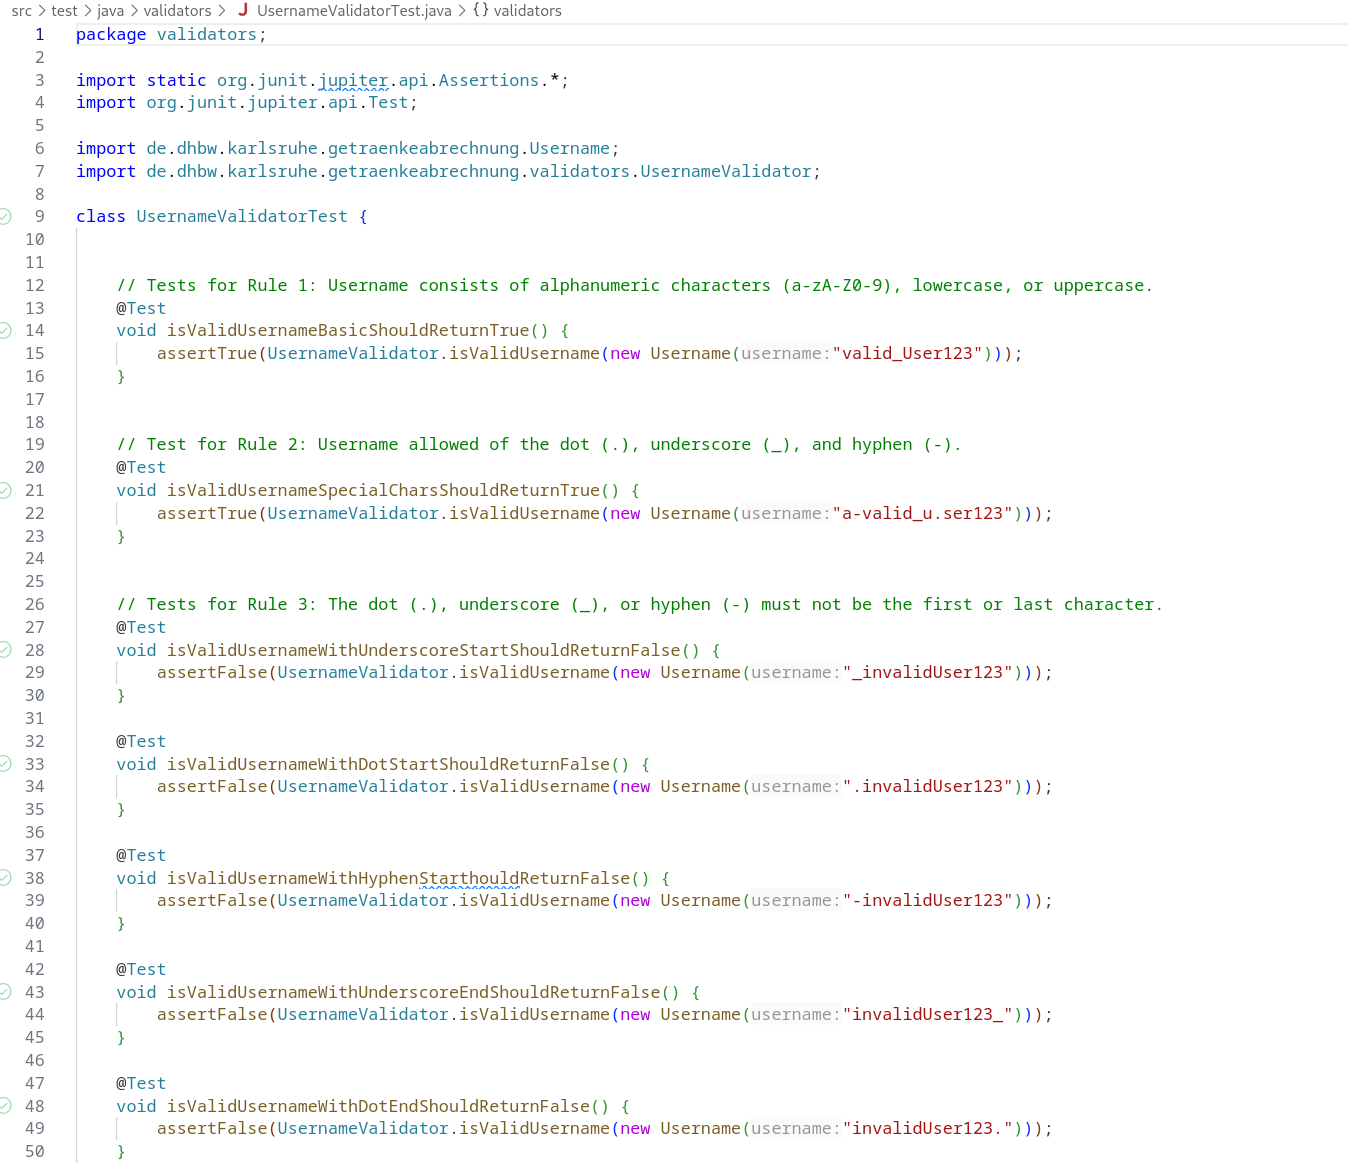 src > test > java > validators > J UsernameValidatorTest.java > {} validators
1 package validators;
2
3 import static org.junit.jupiter.api.Assertions.*;
4 import org.junit.jupiter.api.Test;
5
6 import de.dhbw.karlsruhe.getraenkeabrechnung.Username;
7 import de.dhbw.karlsruhe.getraenkeabrechnung.validators.UsernameValidator;
8
9 class UsernameValidatorTest {
10
11
12 // Tests for Rule 1: Username consists of alphanumeric characters (a-zA-Z0-9), lowercase, or uppercase.
13 @Test
14 void isValidUsernameBasicShouldReturnTrue() {
15 assertTrue(UsernameValidator.isValidUsername(new Username(username:"valid_User123")));
16 }
17
18
19 // Test for Rule 2: Username allowed of the dot (.), underscore (_), and hyphen (-).
20 @Test
21 void isValidUsernameSpecialCharsShouldReturnTrue() {
22 assertTrue(UsernameValidator.isValidUsername(new Username(username:"a-valid_u.ser123")));
23 }
24
25
26 // Tests for Rule 3: The dot (.), underscore (_), or hyphen (-) must not be the first or last character.
27 @Test
28 void isValidUsernameWithUnderscoreStartShouldReturnFalse() {
29 assertFalse(UsernameValidator.isValidUsername(new Username(username:"_invalidUser123")));
30 }
31
32 @Test
33 void isValidUsernameWithDotStartShouldReturnFalse() {
34 assertFalse(UsernameValidator.isValidUsername(new Username(username:".invalidUser123")));
35 }
36
37 @Test
38 void isValidUsernameWithHyphenStarthouldReturnFalse() {
39 assertFalse(UsernameValidator.isValidUsername(new Username(username:"-invalidUser123")));
40 }
41
42 @Test
43 void isValidUsernameWithUnderscoreEndShouldReturnFalse() {
44 assertFalse(UsernameValidator.isValidUsername(new Username(username:"invalidUser123_")));
45 }
46
47 @Test
48 void isValidUsernameWithDotEndShouldReturnFalse() {
49 assertFalse(UsernameValidator.isValidUsername(new Username(username:"invalidUser123.")));
50 }